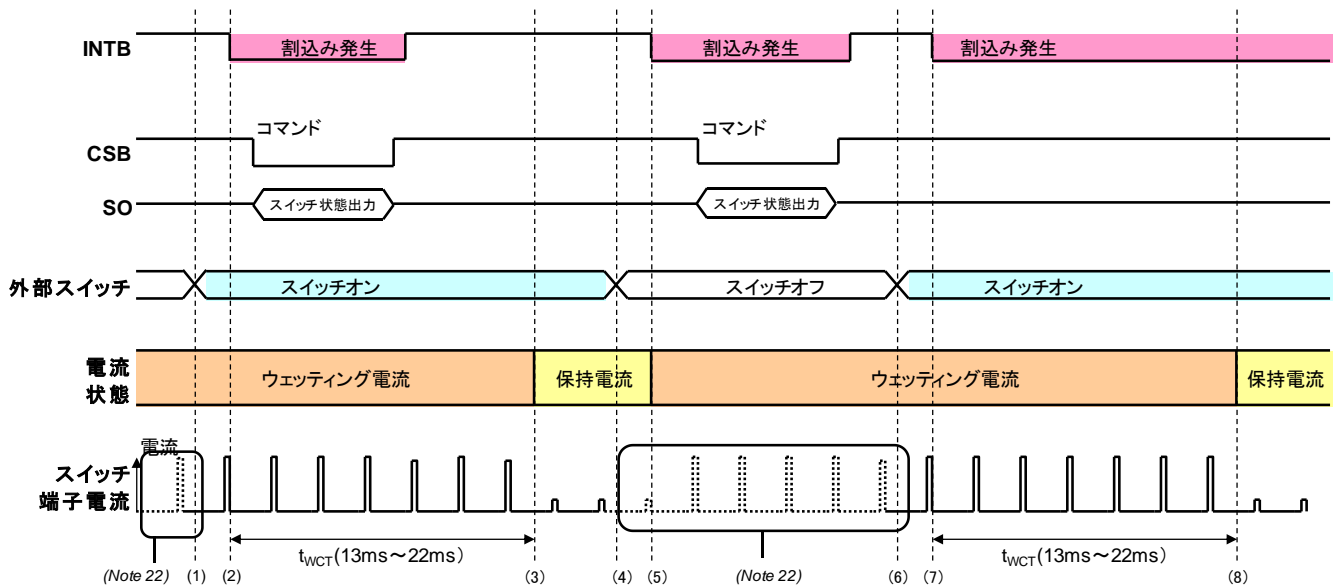 INTB
割込み発生
割込み発生
割込み発生
コマンド
コマンド
CSB
SO
スイッチ状態出力
スイッチ状態出力
外部スイッチ
スイッチオン
スイッチオフ
スイッチオン
電流
状態
ウェッティング電流
保持電流
ウェッティング電流
保持電流
電流
スイッチ
端子電流
tWCT(13ms～22ms)
tWCT(13ms～22ms)
(Note 22)
(1)
(2)
(3)
(4)
(5)
(Note 22)
(6)
(7)
(8)